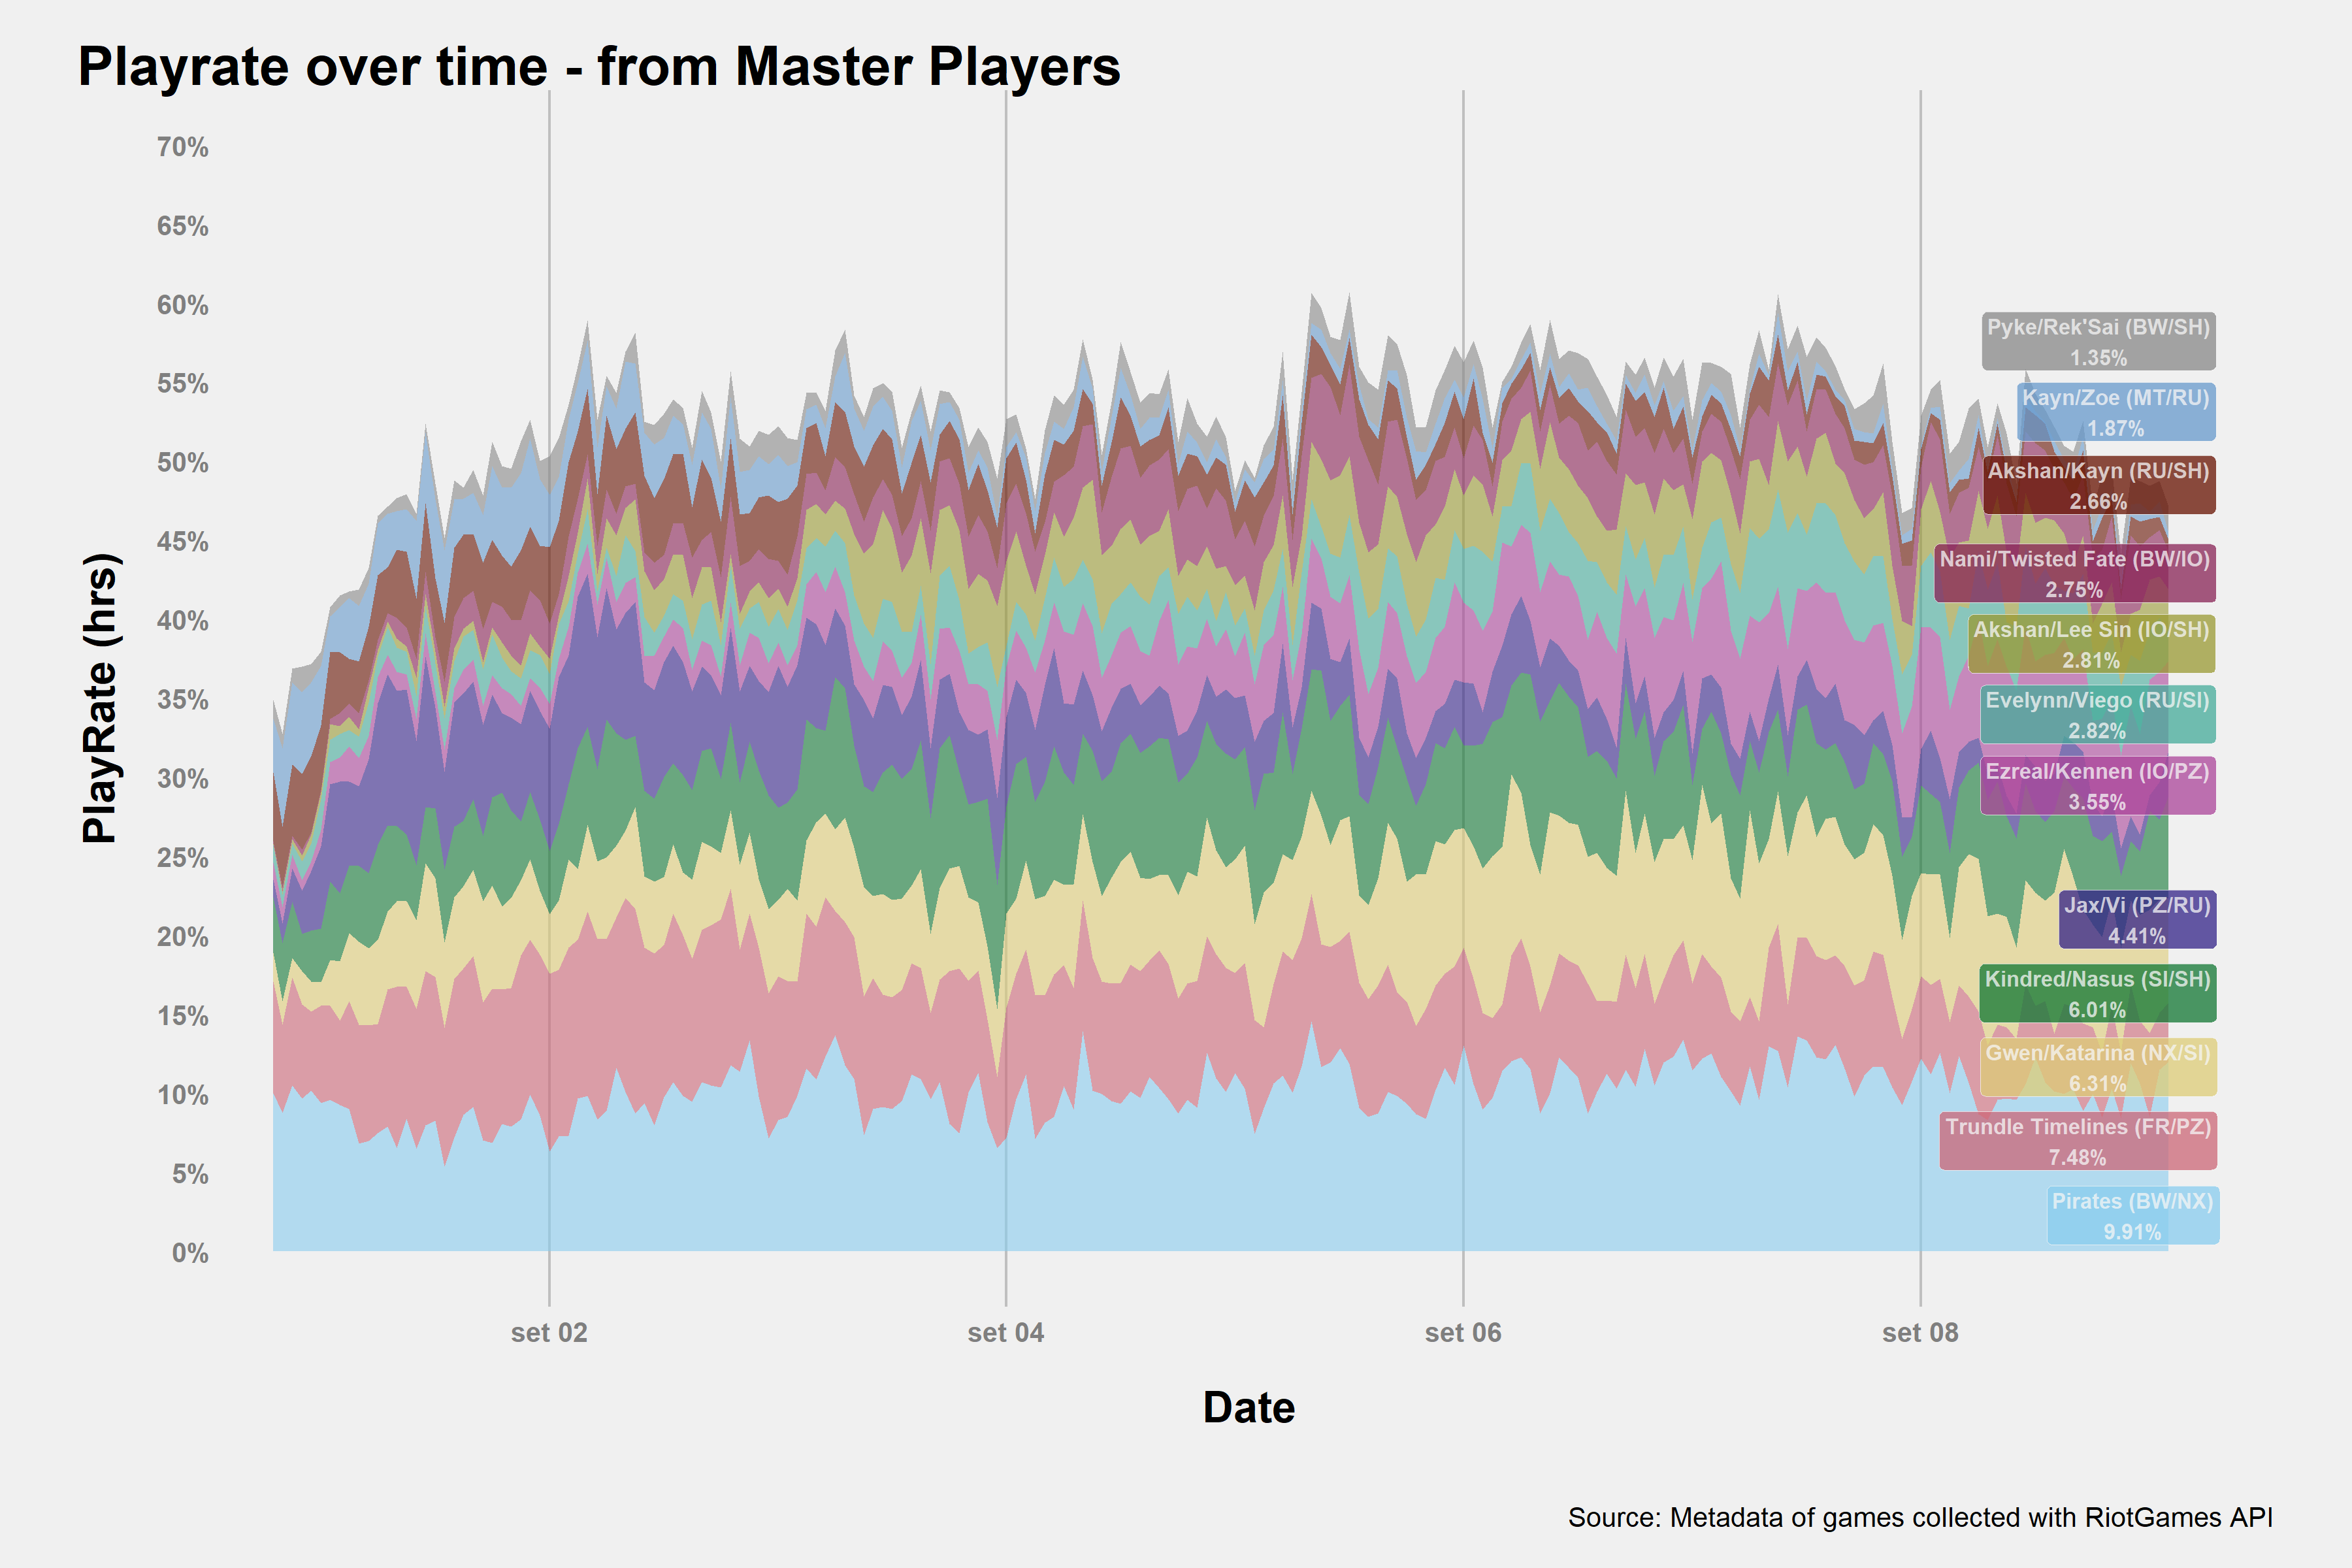 Playrate over time - from Master Players
PlayRate (hrs)
70%
65%
60%
55%
50%
45%
40%
35%
30%
25%
20%
15%
10%
5%
0%
Pyke/Rek'Sai (BW/SH)
1.35%
Kayn/Zoe (MT/RU)
1.87%
Akshan/Kayn (RU/SH)
2.66%
Nami/Twisted Fate (BW/IO)
2.75%
Akshan/Lee Sin (IO/SH)
2.81%
Evelynn/Viego (RU/SI)
2.82%
Ezreal/Kennen (IO/PZ)
3.55%
Jax/Vi (PZ/RU)
4.41%
Kindred/Nasus (SI/SH)
6.01%
Gwen/Katarina (NX/SI)
6.31%
Trundle Timelines (FR/PZ)
7.48%
Pirates (BW/NX)
9.91%
set 02
set 04
set 06
set 08
Date
Source: Metadata of games collected with RiotGames API